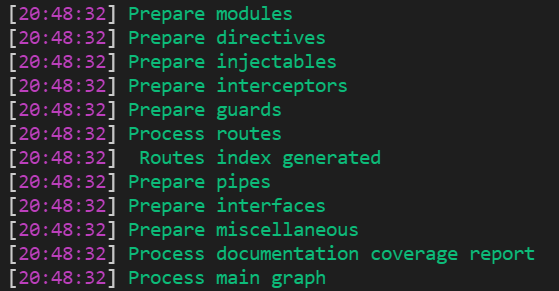 [20:48:32] Prepare modules
[20:48:32] Prepare directives
[20:48:32] Prepare injectables
[20:48:32] Prepare interceptors
[20:48:32] Prepare guards
[20:48:32] Process routes
[20:48:32]  Routes index generated
[20:48:32] Prepare pipes
[20:48:32] Prepare interfaces
[20:48:32] Prepare miscellaneous
[20:48:32] Process documentation coverage report
[20:48:32] Process main graph